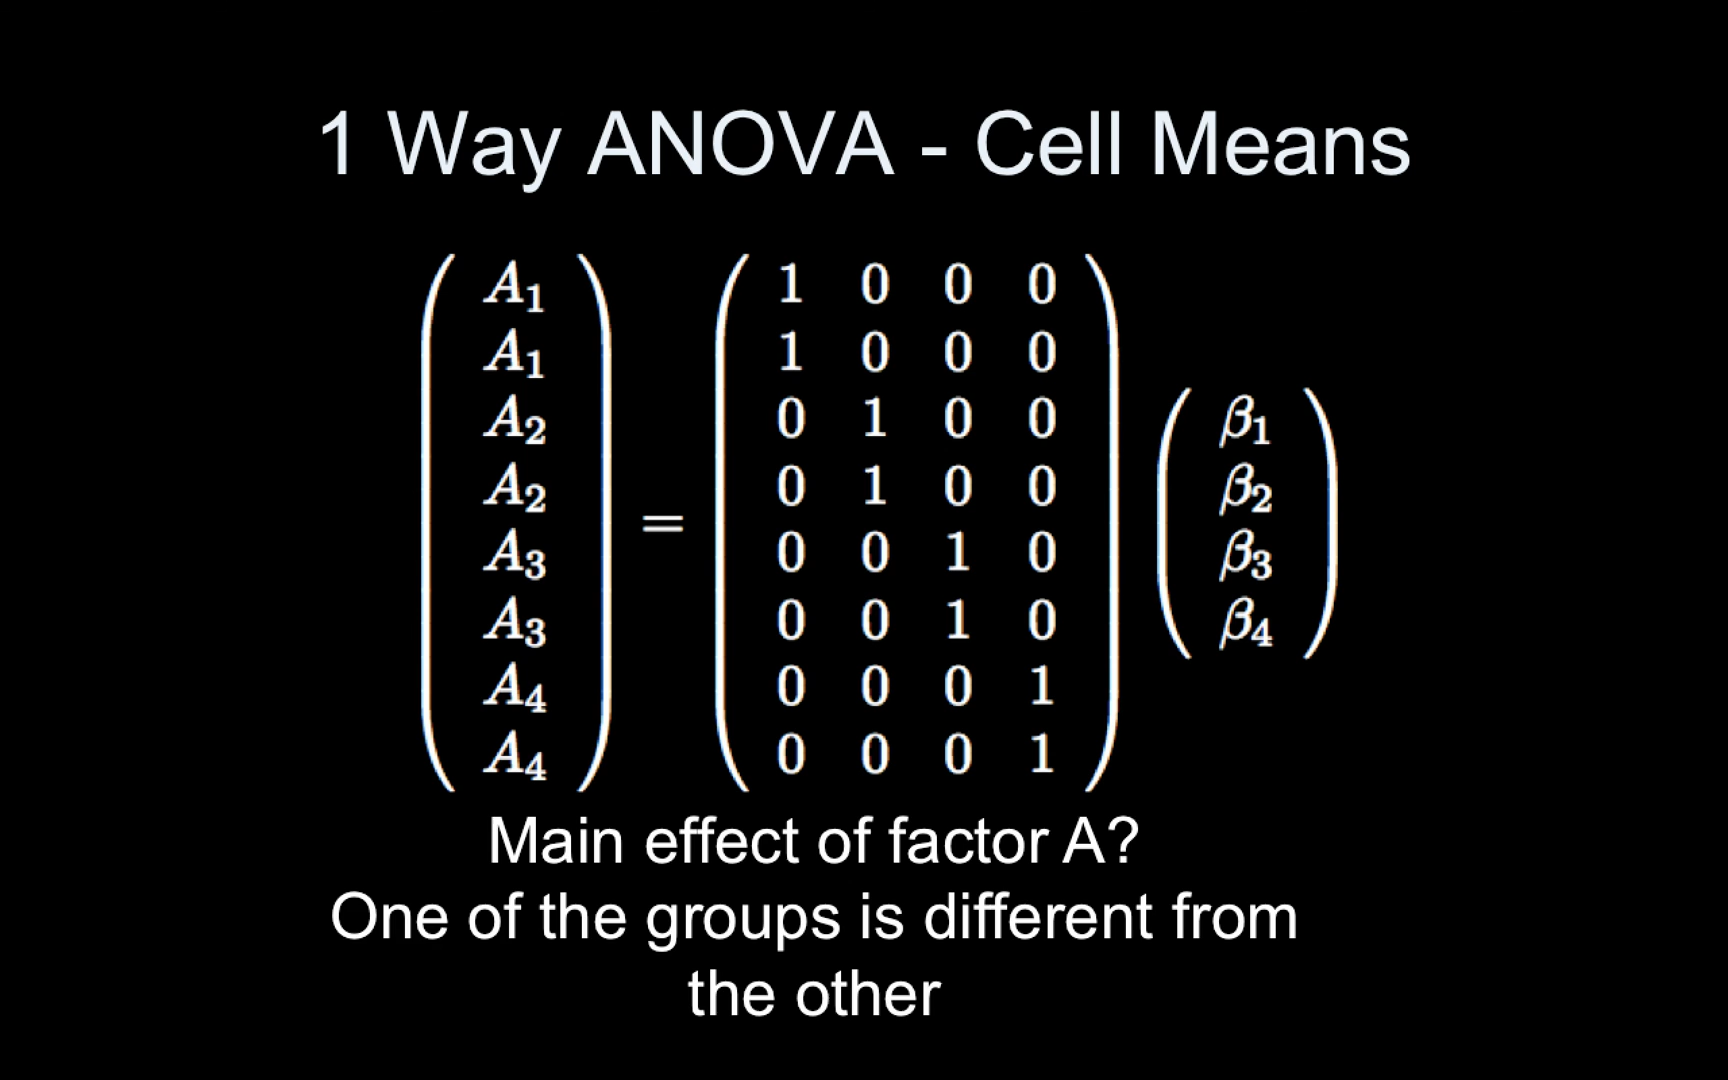 1 Way ANOVA - Cell Means
A₁ 1 0 0 0
A₁ 1 0 0 0
A₂ 0 1 0 0 β₁
A₂ 0 1 0 0 β₂
= 
A₃ 0 0 1 0 β₃
A₃ 0 0 1 0 β₄
A₄ 0 0 0 1
A₄ 0 0 0 1
Main effect of factor A?
One of the groups is different from
the other